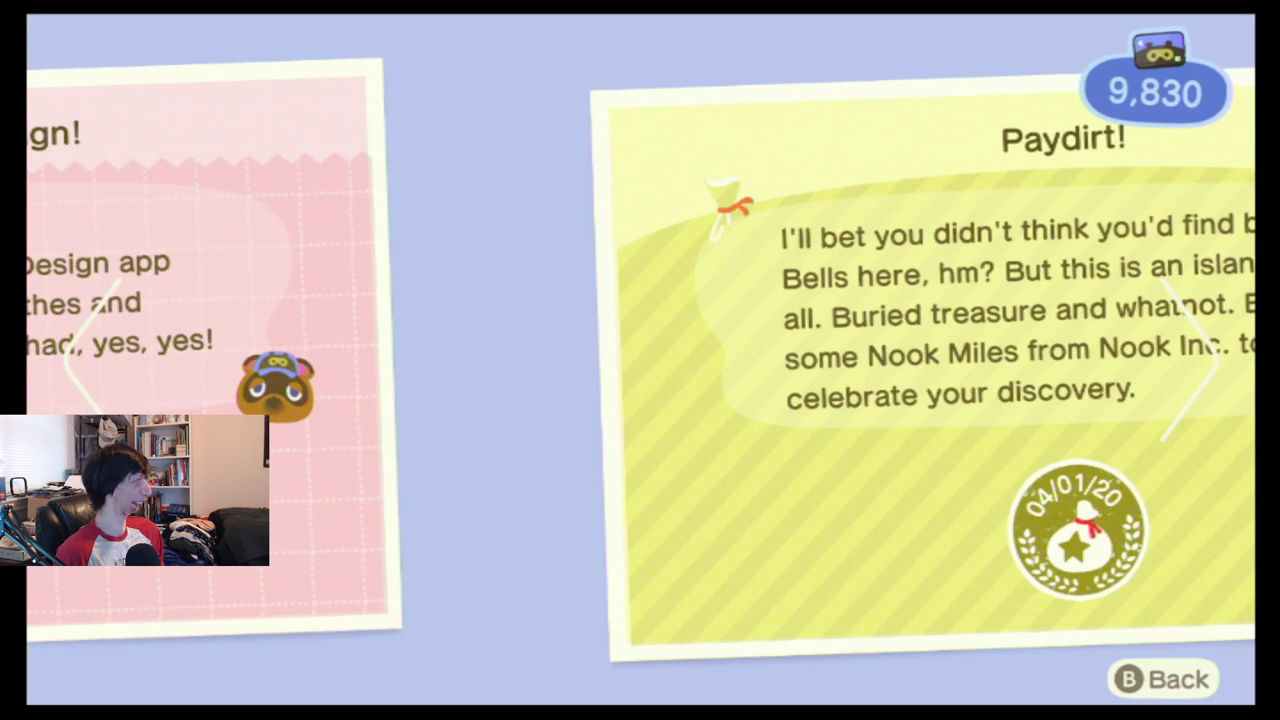 gn!
Design app
thes and
had, yes, yes!
9,830
Paydirt!
I'll bet you didn't think you'd find b
Bells here, hm? But this is an islan
all. Buried treasure and whatnot.
some Nook Miles from Nook Inc. to
celebrate your discovery.
04/01/20
B Back